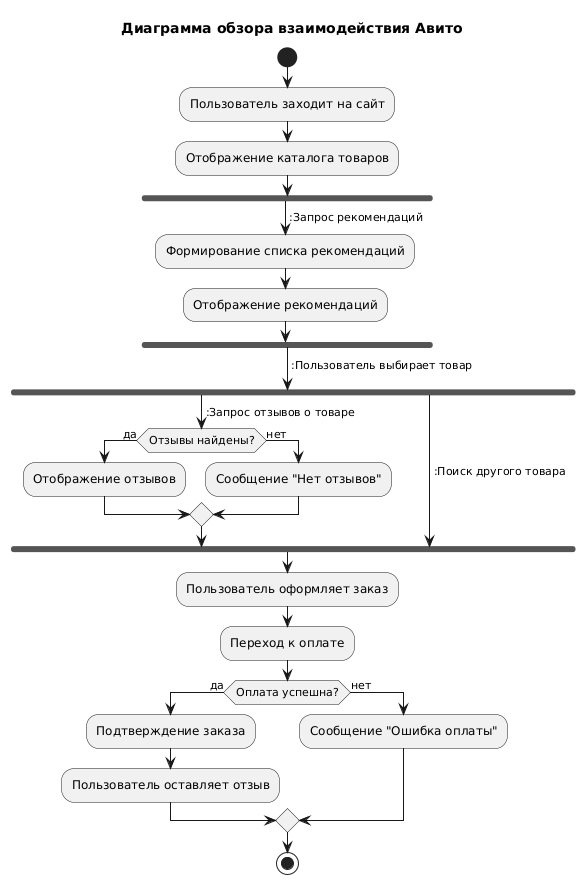 Диаграмма обзора взаимодействия Авито
Пользователь заходит на сайт
Отображение каталога товаров
:Запрос рекомендаций
Формирование списка рекомендаций
Отображение рекомендаций
:Пользователь выбирает товар
:Запрос отзывов о товаре
да
Отзывы найдены?
нет
Отображение отзывов
Сообщение "Нет отзывов"
:Поиск другого товара
Пользователь оформляет заказ
Переход к оплате
да
Оплата успешна?
нет
Подтверждение заказа
Сообщение "Ошибка оплаты"
Пользователь оставляет отзыв